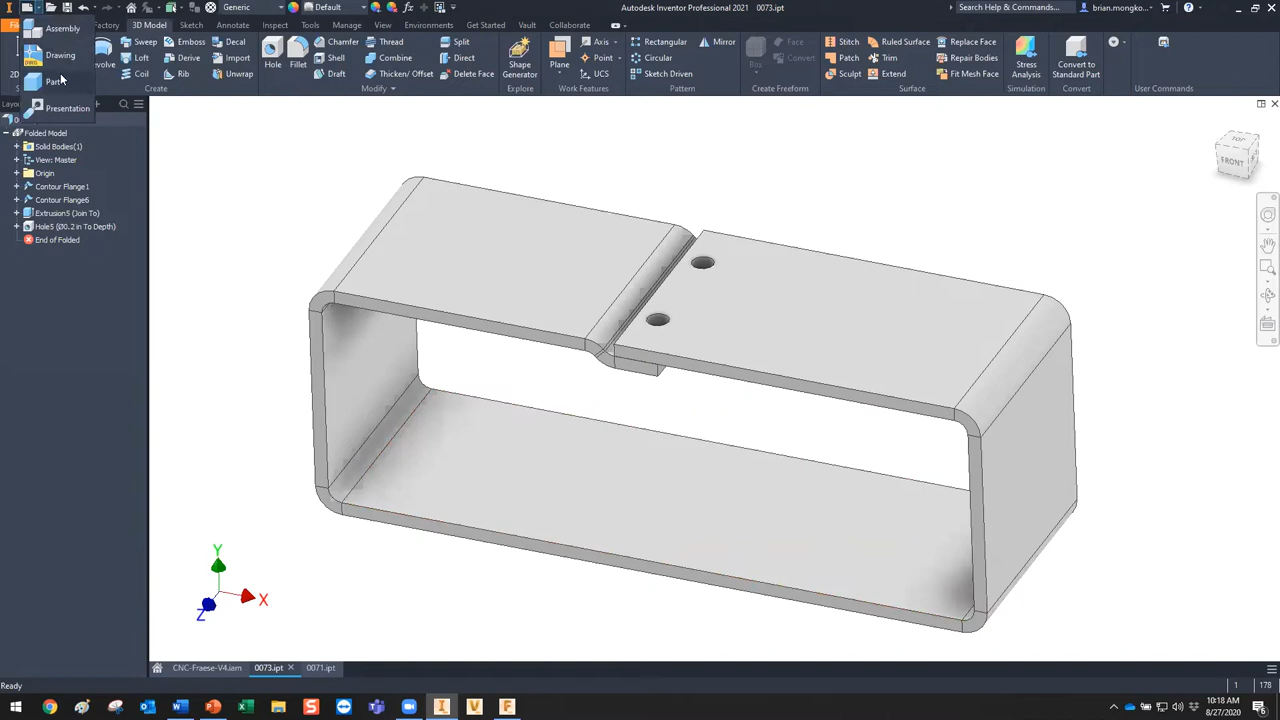 Generic
Default
Autodesk Inventor Professional 2021 0073.ipt
Search Help & Commands...
brian.mongko...
Assembly
Drawing
Part
Presentation
3D Model
Sketch
Annotate
Inspect
Tools
Manage
View
Environments
Get Started
Vault
Collaborate
Sweep
Emboss
Decal
Loft
Derive
Import
Coil
Rib
Unwrap
Create
Hole
Fillet
Chamfer
Thread
Split
Shell
Combine
Direct
Draft
Thicken/ Offset
Delete Face
Modify
Shape
Generator
Explore
Plane
Axis
Point
UCS
Work Features
Rectangular
Mirror
Circular
Sketch Driven
Pattern
Box
Face
Convert
Create Freeform
Stitch
Ruled Surface
Replace Face
Patch
Trim
Repair Bodies
Sculpt
Extend
Fit Mesh Face
Surface
Stress
Analysis
Simulation
Convert to
Standard Part
Convert
User Commands
Folded Model
Solid Bodies(1)
View: Master
Origin
Contour Flange1
Contour Flange6
Extrusion5 (Join To)
Hole5 (Ø0.2 in To Depth)
End of Folded
TOP
FRONT
Y
X
Z
CNC-Fraese-V4.iam
0073.ipt
0071.ipt
Ready
1
178
10:18 AM
8/27/2020